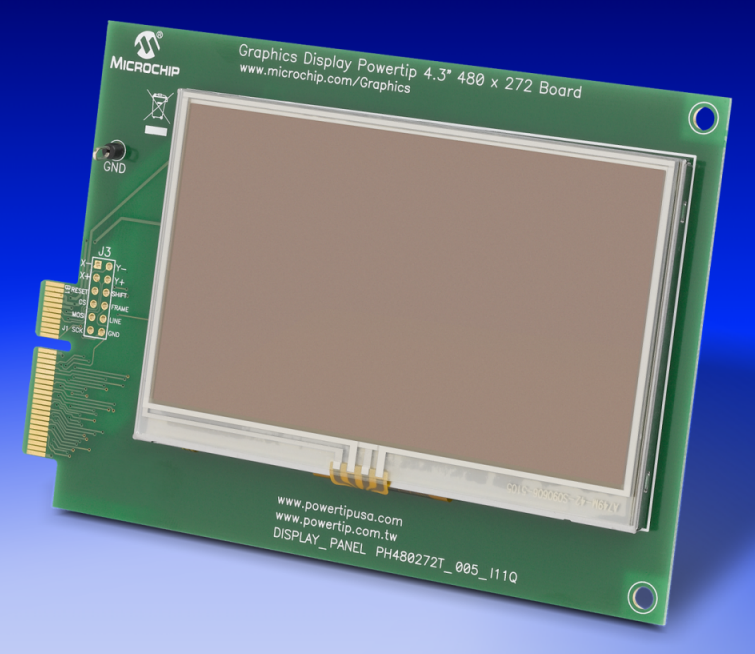 MICROCHIP
Graphics Display Powertip 4.3" 480 x 272 Board
www.microchip.com/Graphics
GND
J3
X- Y-
X+ Y+
RESET SHIFT
CS FRAME
LINE
J1 SCK GND
www.powertipusa.com
www.powertip.com.tw
DISPLAY_PANEL PH480272T_005_I11Q